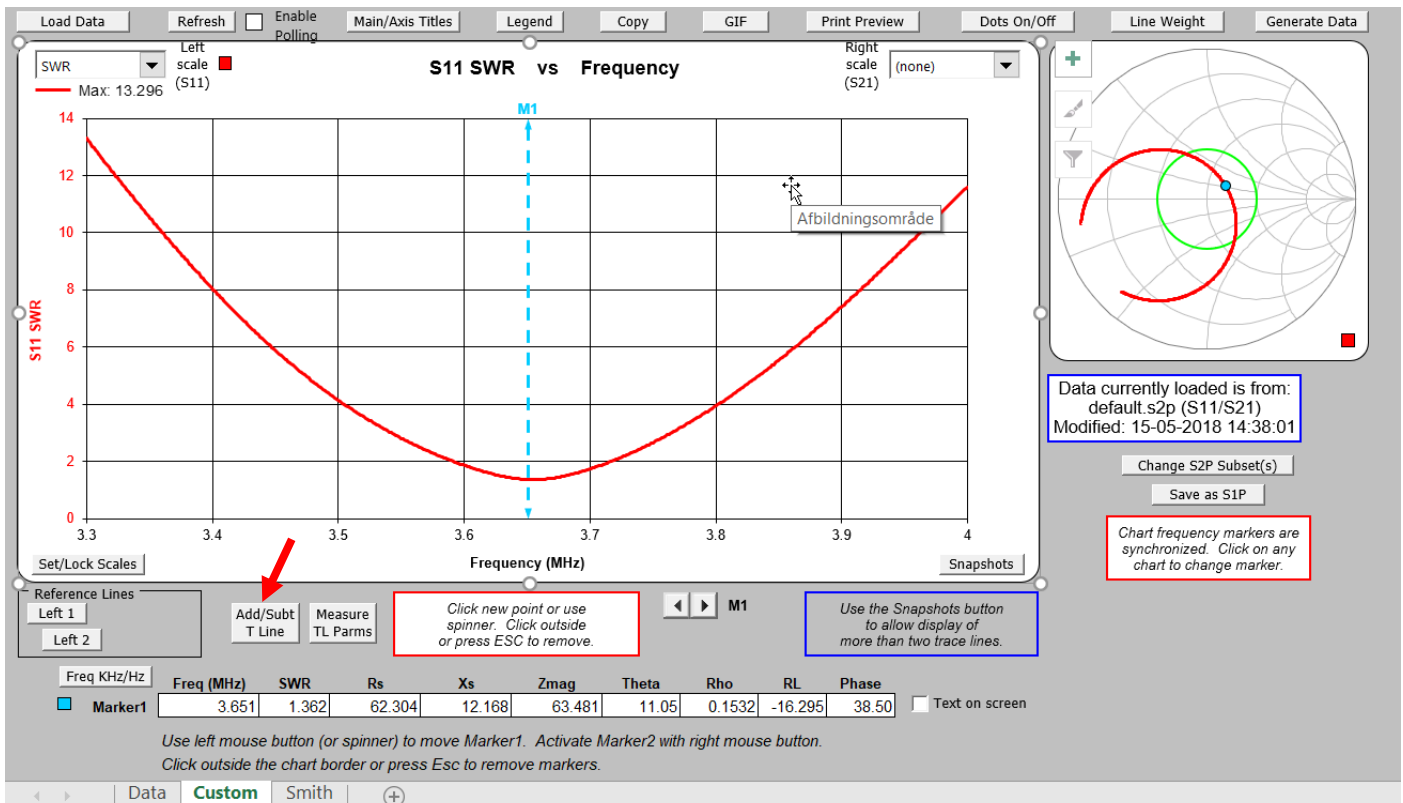 Load Data
Refresh
Enable
Polling
Main/Axis Titles
Legend
Copy
GIF
Print Preview
Dots On/Off
Line Weight
Generate Data
SWR
Left
scale
(S11)
S11 SWR vs Frequency
Right
scale
(S21)
(none)
Max: 13.296
M1
14
12
10
8
6
4
2
0
S11 SWR
Afbildningsområde
3.3 3.4 3.5 3.6 3.7 3.8 3.9 4
Set/Lock Scales
Frequency (MHz)
Snapshots
Data currently loaded is from:
default.s2p (S11/S21)
Modified: 15-05-2018 14:38:01
Change S2P Subset(s)
Save as S1P
Chart frequency markers are
synchronized. Click on any
chart to change marker.
Reference Lines
Left 1
Left 2
Add/Subt
T Line
Measure
TL Parms
Click new point or use
spinner. Click outside
or press ESC to remove.
M1
Use the Snapshots button
to allow display of
more than two trace lines.
Freq KHz/Hz
Freq (MHz) SWR Rs Xs Zmag Theta Rho RL Phase
Marker1 3.651 1.362 62.304 12.168 63.481 11.05 0.1532 -16.295 38.50
Text on screen
Use left mouse button (or spinner) to move Marker1. Activate Marker2 with right mouse button.
Click outside the chart border or press Esc to remove markers.
Data Custom Smith